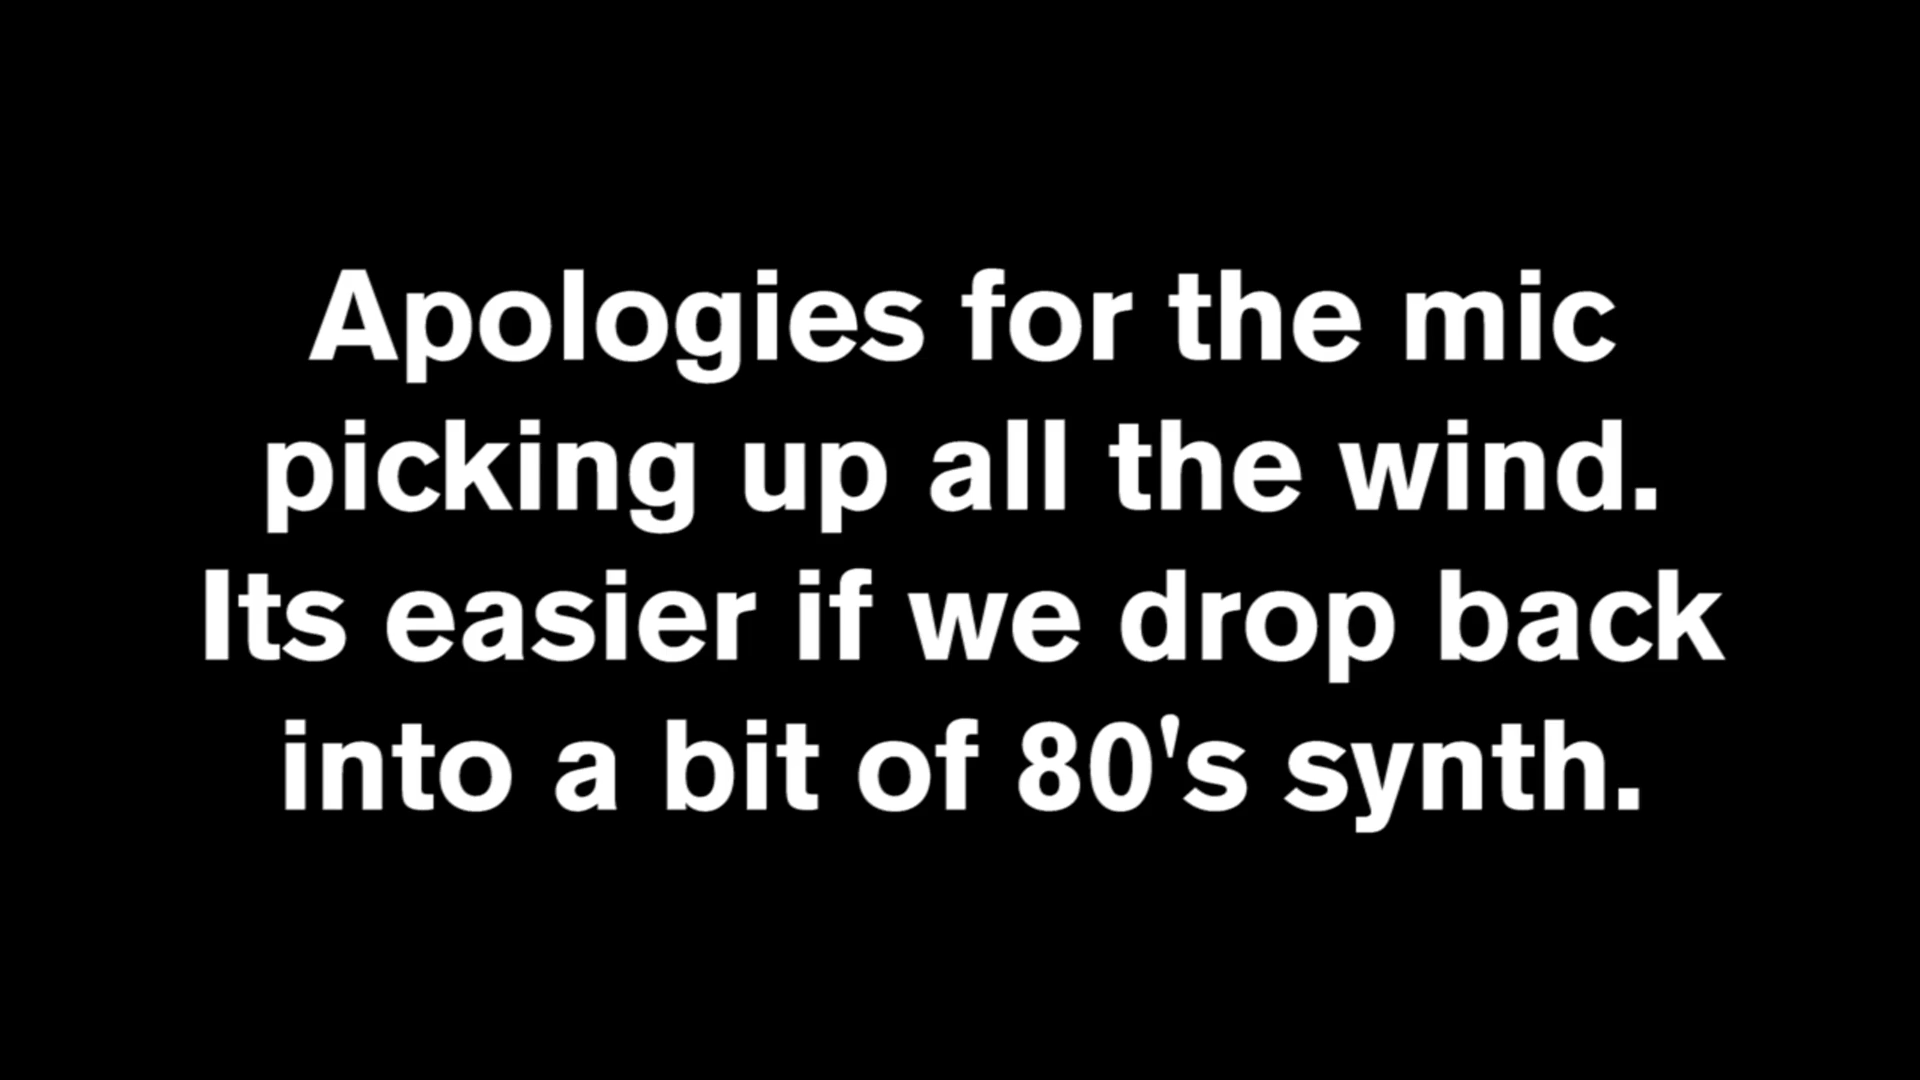 Apologies for the mic
picking up all the wind.
Its easier if we drop back
into a bit of 80's synth.